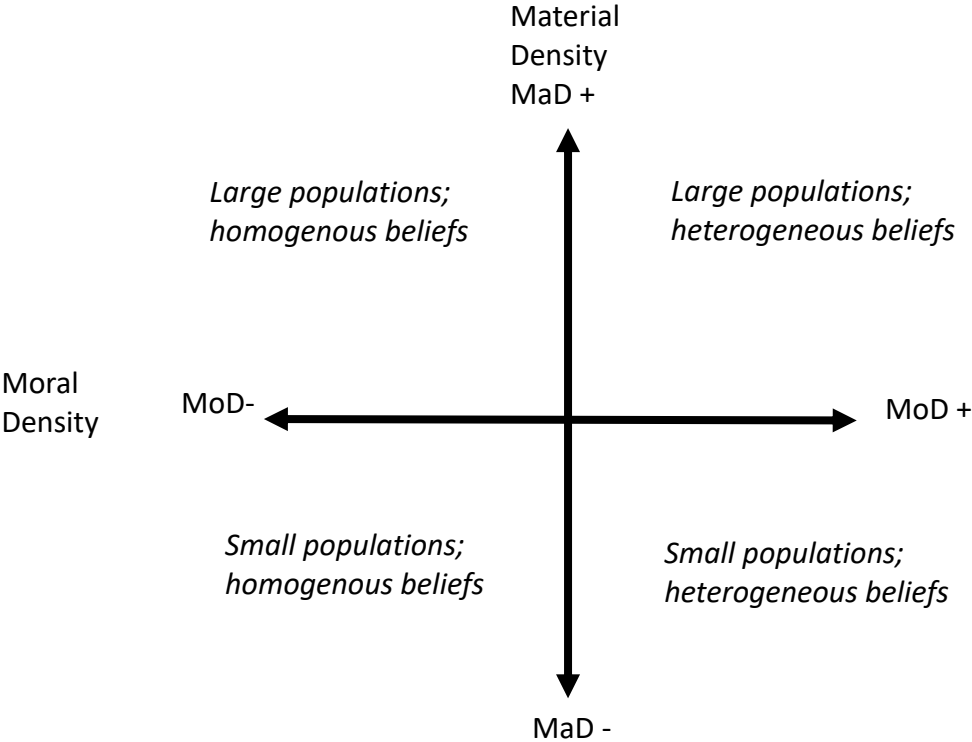 Material
Density
MaD +
Large populations;
homogenous beliefs
Large populations;
heterogeneous beliefs
Moral
Density
MoD-
MoD +
Small populations;
homogenous beliefs
Small populations;
heterogeneous beliefs
MaD -